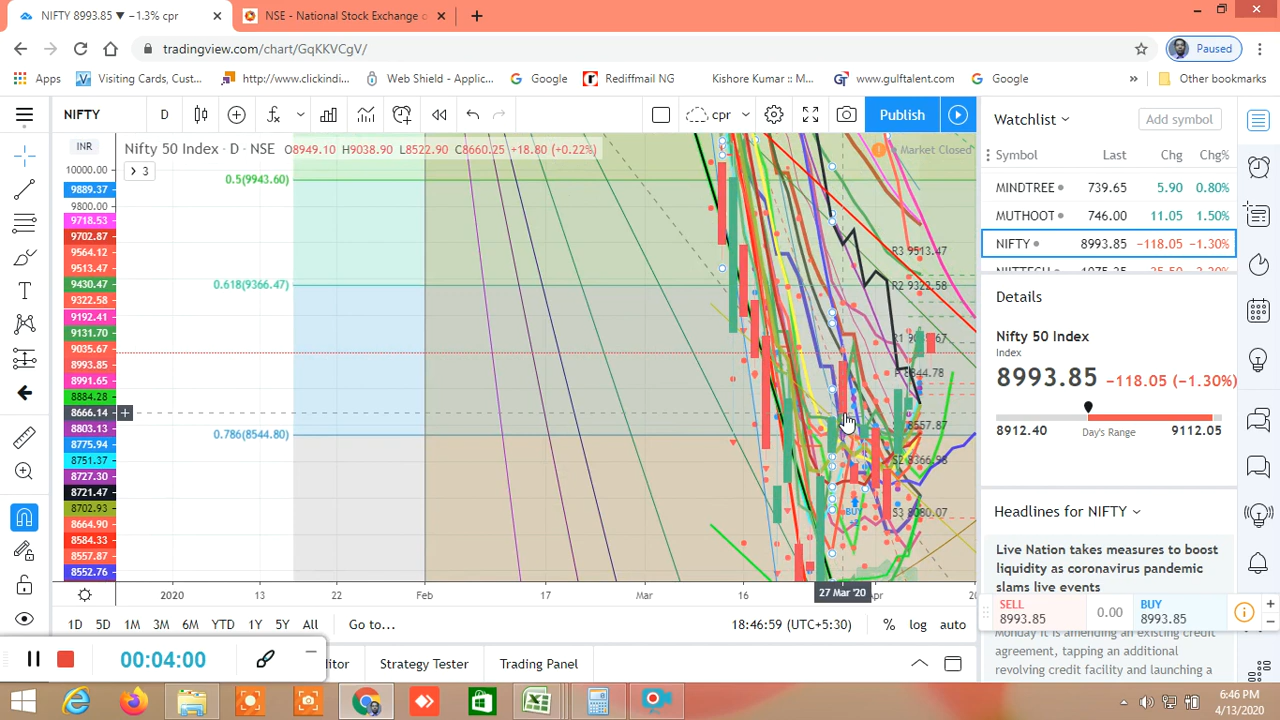 NIFTY 8993.85 ▼ −1.3% cpr
NSE - National Stock Exchange o
tradingview.com/chart/GqKKVCgV/
Paused
Apps
Visiting Cards, Cust...
http://www.clickindi...
Web Shield - Applic...
Google
Rediffmail NG
Kishore Kumar :: M...
www.gulftalent.com
Google
»
Other bookmarks
NIFTY
D
cpr
Publish
Watchlist
Add symbol
INR
Nifty 50 Index · D · NSE O8949.10 H9038.90 L8522.90 C8660.25 +18.80 (+0.22%)
Market Closed
3
Symbol Last Chg Chg%
MINDTREE 739.65 5.90 0.80%
MUTHOOT 746.00 11.05 1.50%
NIFTY 8993.85 −118.05 −1.30%
10000.00
9889.37
9800.00
9718.53
9702.87
9564.12
9513.47
9430.47
9322.58
9192.41
9131.70
9035.67
8993.85
8991.65
8884.28
8666.14
8803.13
8775.94
8751.37
8727.30
8721.47
8702.93
8664.90
8584.33
8557.87
8552.76
0.5(9943.60)
0.618(9366.47)
0.786(8544.80)
R3 9513.47
R2 9322.58
8844.78
8557.87
S2 8366.98
S3 8080.07
BUY
Details
Nifty 50 Index
Index
8993.85 −118.05 (−1.30%)
8912.40 Day's Range 9112.05
Headlines for NIFTY
Live Nation takes measures to boost
liquidity as coronavirus pandemic
slams live events
SELL
8993.85
0.00
BUY
8993.85
Monday it is amending an existing credit
agreement, tapping an additional
revolving credit facility and launching a
2020 13 22 Feb 17 Mar 16 27 Mar '20 Apr 20
1D 5D 1M 3M 6M YTD 1Y 5Y All Go to...
18:46:59 (UTC+5:30) % log auto
00:04:00
itor
Strategy Tester
Trading Panel
6:46 PM
4/13/2020